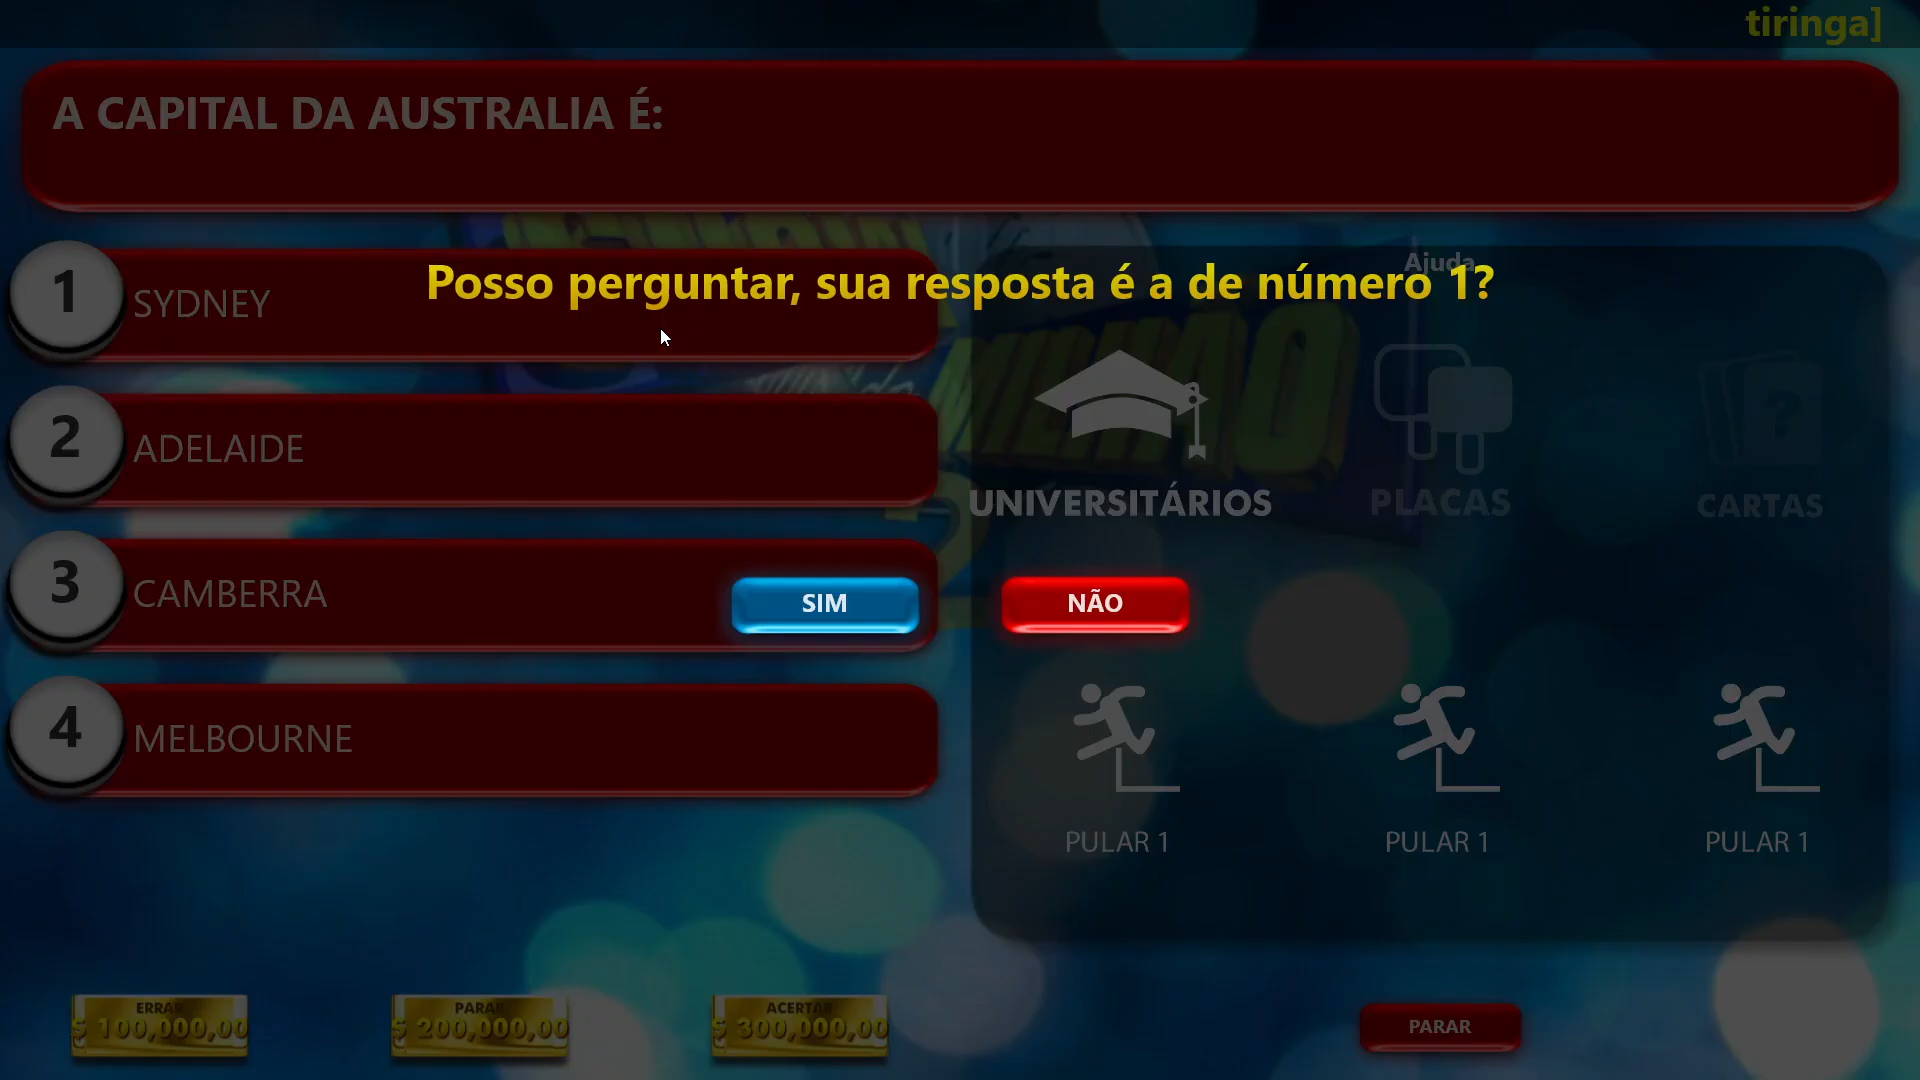 tiringa]
A CAPITAL DA AUSTRALIA É:
1
SYDNEY
Posso perguntar, sua resposta é a de número 1?
Ajuda
2
ADELAIDE
UNIVERSITÁRIOS
PLACAS
?
CARTAS
MILHÃO
3
CAMBERRA
SIM
NÃO
4
MELBOURNE
PULAR 1
PULAR 1
PULAR 1
ERRAR
$ 100,000,00
PARAR
$ 200,000,00
ACERTAR
$ 300,000,00
PARAR